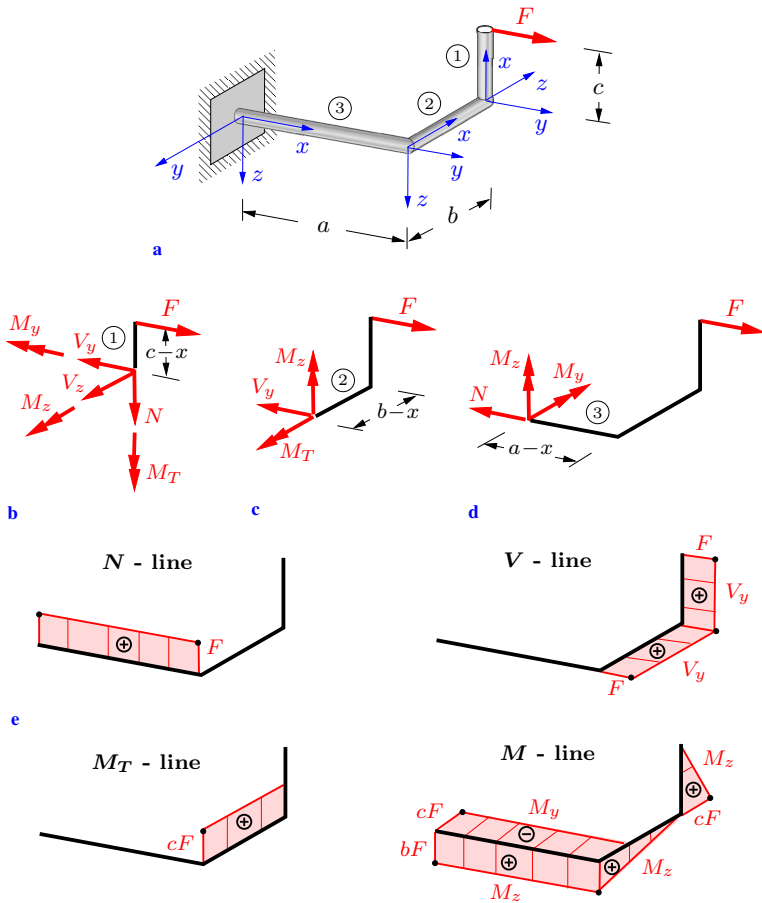 F
1
x
z
c
2
3
x
y
x
y
z
y
z
a
b
a
F
1
M_y
V_y
c−x
V_z
M_z
N
M_T
b
F
M_z
2
V_y
b−x
M_T
c
F
M_z
M_y
N
3
a−x
d
N - line
F
V - line
F
V_y
V_y
F
e
M_T - line
cF
M - line
M_z
cF
M_y
cF
bF
M_z
M_z